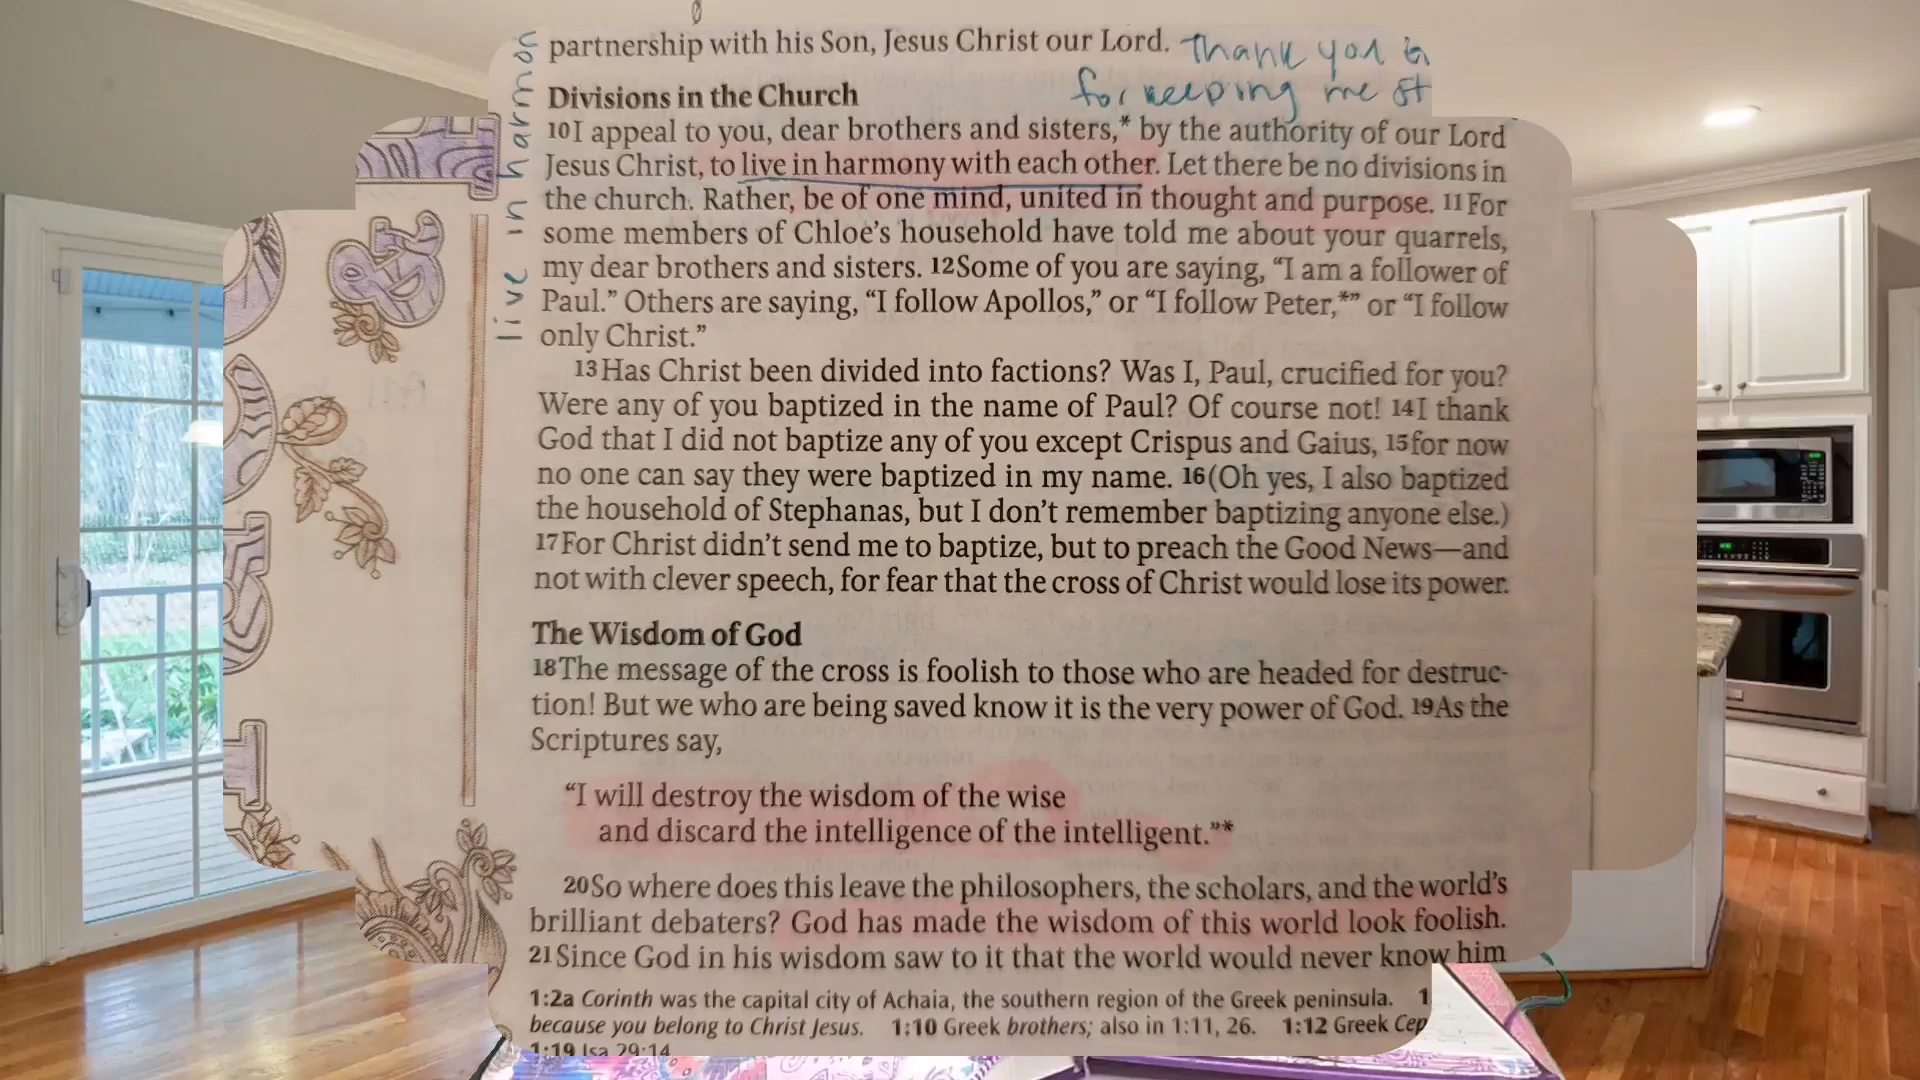 partnership with his Son, Jesus Christ our Lord.
Thank you
for keeping me
live in harmon
Divisions in the Church
10I appeal to you, dear brothers and sisters,* by the authority of our Lord
Jesus Christ, to live in harmony with each other. Let there be no divisions in
the church. Rather, be of one mind, united in thought and purpose. 11For
some members of Chloe's household have told me about your quarrels,
my dear brothers and sisters. 12Some of you are saying, “I am a follower of
Paul.” Others are saying, “I follow Apollos,” or “I follow Peter,*” or “I follow
only Christ.”
13Has Christ been divided into factions? Was I, Paul, crucified for you?
Were any of you baptized in the name of Paul? Of course not! 14I thank
God that I did not baptize any of you except Crispus and Gaius, 15for now
no one can say they were baptized in my name. 16(Oh yes, I also baptized
the household of Stephanas, but I don't remember baptizing anyone else.)
17For Christ didn't send me to baptize, but to preach the Good News—and
not with clever speech, for fear that the cross of Christ would lose its power.
The Wisdom of God
18The message of the cross is foolish to those who are headed for destruc-
tion! But we who are being saved know it is the very power of God. 19As the
Scriptures say,
“I will destroy the wisdom of the wise
and discard the intelligence of the intelligent.”*
20So where does this leave the philosophers, the scholars, and the world's
brilliant debaters? God has made the wisdom of this world look foolish.
21Since God in his wisdom saw to it that the world would never know him
1:2a Corinth was the capital city of Achaia, the southern region of the Greek peninsula. 1
because you belong to Christ Jesus. 1:10 Greek brothers; also in 1:11, 26. 1:12 Greek Cep
1:19 Isa 29:14